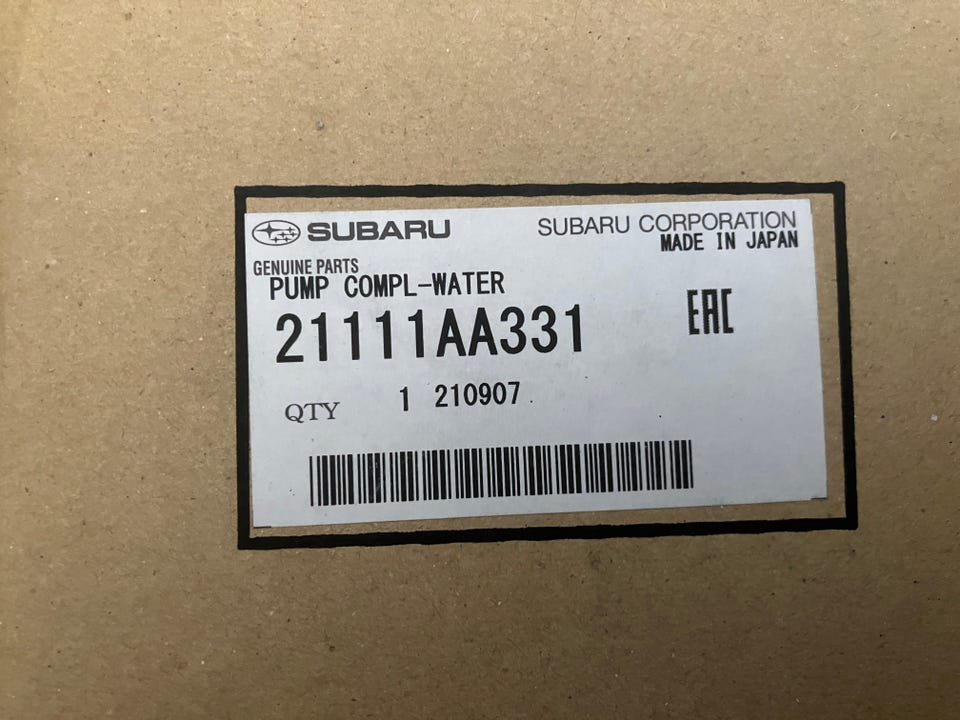 SUBARU
SUBARU CORPORATION
MADE IN JAPAN
GENUINE PARTS
PUMP COMPL-WATER
21111AA331
EAC
QTY 1 210907